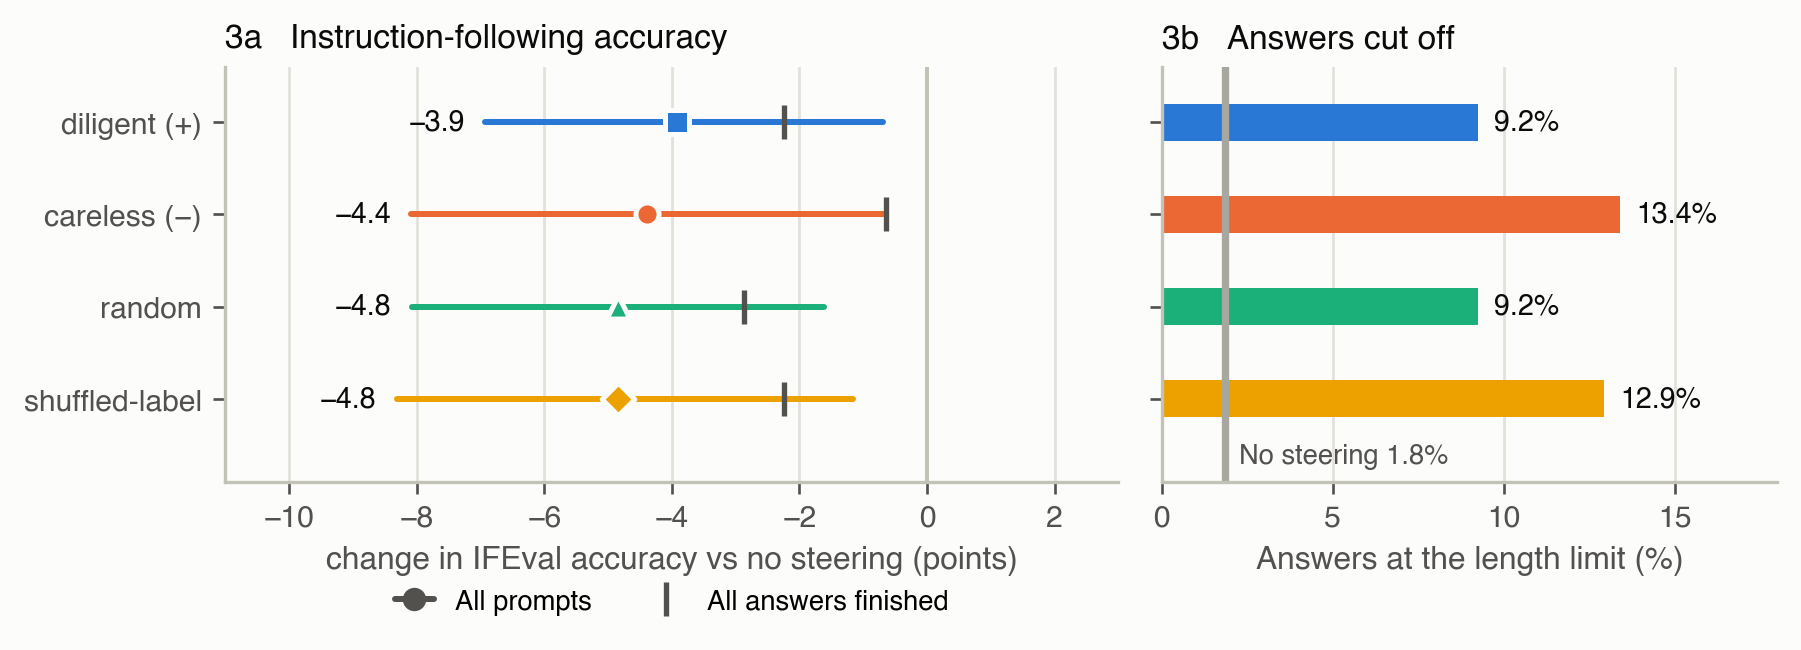 3a Instruction-following accuracy
diligent (+)
–3.9
careless (–)
–4.4
random
–4.8
shuffled-label
–4.8
–10 –8 –6 –4 –2 0 2
change in IFEval accuracy vs no steering (points)
All prompts All answers finished
3b Answers cut off
9.2%
13.4%
9.2%
12.9%
No steering 1.8%
0 5 10 15
Answers at the length limit (%)